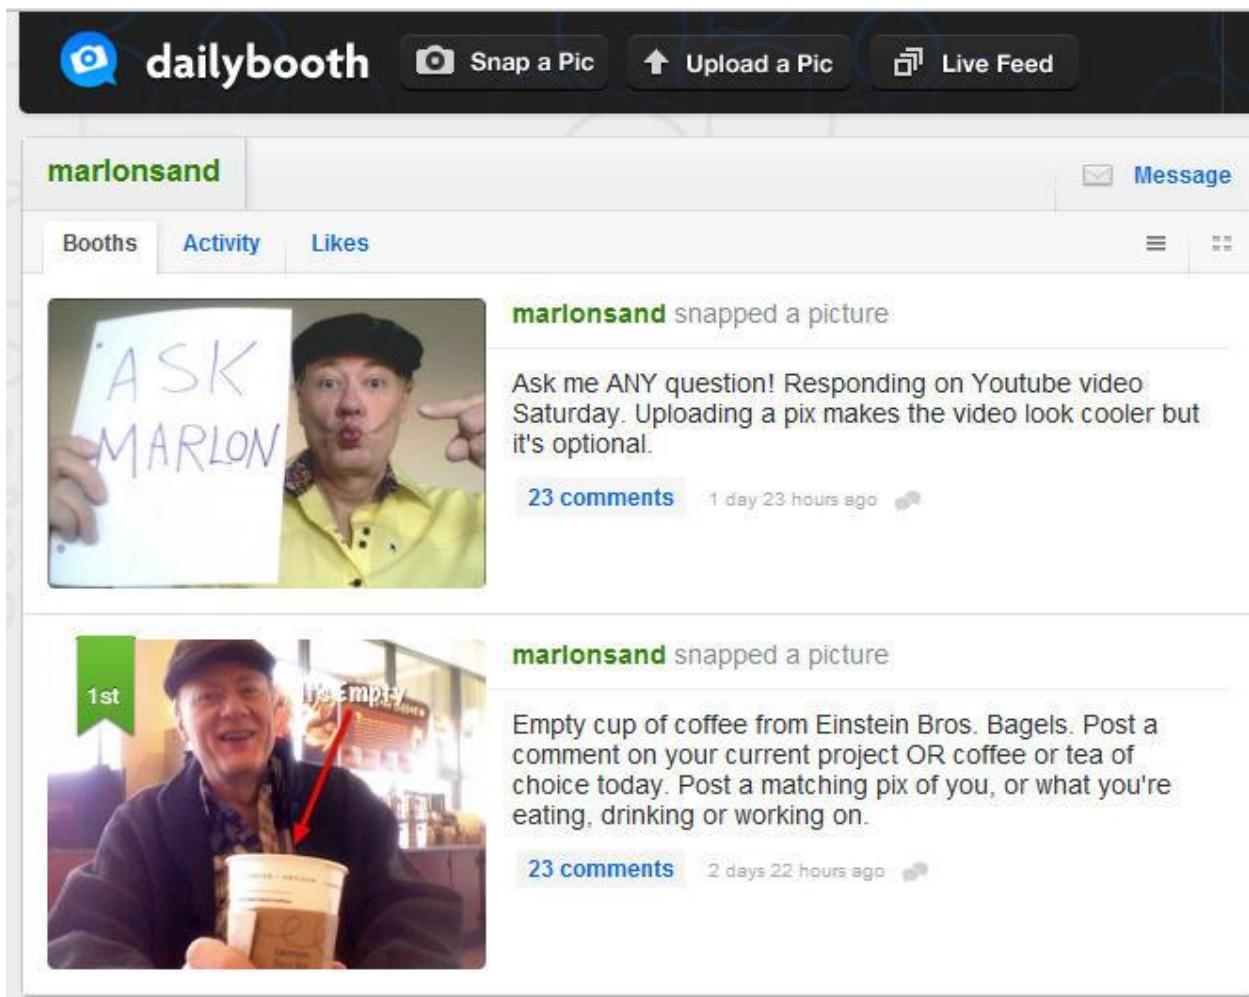 dailybooth Snap a Pic Upload a Pic Live Feed
marlonsand
Message
Booths Activity Likes
ASK
MARLON
marlonsand snapped a picture
Ask me ANY question! Responding on Youtube video
Saturday. Uploading a pix makes the video look cooler but
it's optional.
23 comments 1 day 23 hours ago
1st
It's Empty
marlonsand snapped a picture
Empty cup of coffee from Einstein Bros. Bagels. Post a
comment on your current project OR coffee or tea of
choice today. Post a matching pix of you, or what you're
eating, drinking or working on.
23 comments 2 days 22 hours ago